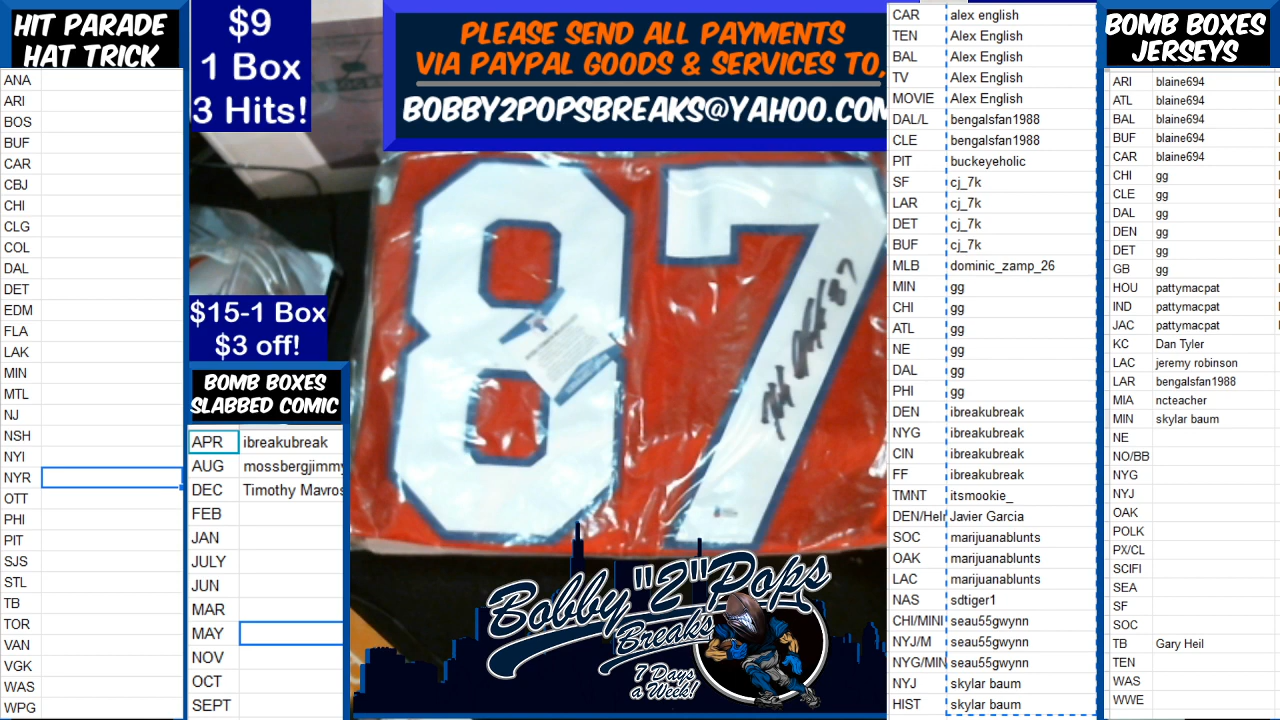 HIT PARADE
HAT TRICK
ANA
ARI
BOS
BUF
CAR
CBJ
CHI
CLG
COL
DAL
DET
EDM
FLA
LAK
MIN
MTL
NJ
NSH
NYI
NYR
OTT
PHI
PIT
SJS
STL
TB
TOR
VAN
VGK
WAS
WPG
$9
1 Box
3 Hits!
$15-1 Box
$3 off!
BOMB BOXES
SLABBED COMIC
APR ibreakubreak
AUG mossbergjimmy
DEC Timothy Mavros
FEB
JAN
JULY
JUN
MAR
MAY
NOV
OCT
SEPT
PLEASE SEND ALL PAYMENTS
VIA PAYPAL GOODS & SERVICES TO,
BOBBY2POPSBREAKS@YAHOO.COM
87
Bobby "2" Pops
Breaks
7 Days
a Week!
CAR alex english
TEN Alex English
BAL Alex English
TV Alex English
MOVIE Alex English
DAL/L bengalsfan1988
CLE bengalsfan1988
PIT buckeyeholic
SF cj_7k
LAR cj_7k
DET cj_7k
BUF cj_7k
MLB dominic_zamp_26
MIN gg
CHI gg
ATL gg
NE gg
DAL gg
PHI gg
DEN ibreakubreak
NYG ibreakubreak
CIN ibreakubreak
FF ibreakubreak
TMNT itsmookie_
DEN/Hel Javier Garcia
SOC marijuanablunts
OAK marijuanablunts
LAC marijuanablunts
NAS sdtiger1
CHI/MINI seau55gwynn
NYJ/M seau55gwynn
NYG/MIN seau55gwynn
NYJ skylar baum
HIST skylar baum
BOMB BOXES
JERSEYS
ARI blaine694
ATL blaine694
BAL blaine694
BUF blaine694
CAR blaine694
CHI gg
CLE gg
DAL gg
DEN gg
DET gg
GB gg
HOU pattymacpat
IND pattymacpat
JAC pattymacpat
KC Dan Tyler
LAC jeremy robinson
LAR bengalsfan1988
MIA ncteacher
MIN skylar baum
NE
NO/BB
NYG
NYJ
OAK
POLK
PX/CL
SCIFI
SEA
SF
SOC
TB Gary Heil
TEN
WAS
WWE